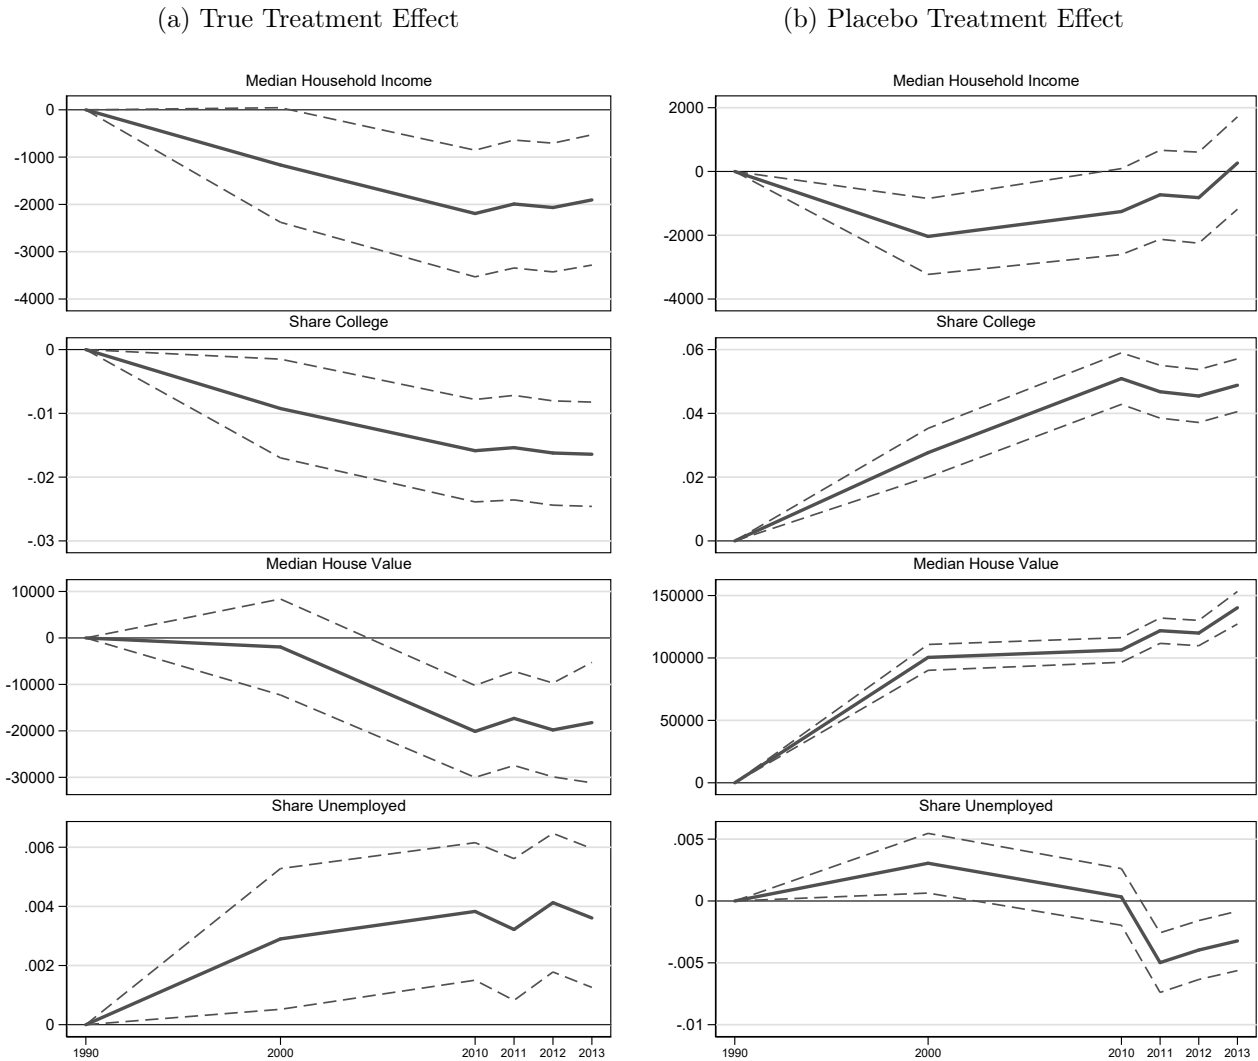 (a) True Treatment Effect
(b) Placebo Treatment Effect
Median Household Income
0
-1000
-2000
-3000
-4000
Share College
0
-.01
-.02
-.03
Median House Value
10000
0
-10000
-20000
-30000
Share Unemployed
.006
.004
.002
0
1990 2000 2010 2011 2012 2013
Median Household Income
2000
0
-2000
-4000
Share College
.06
.04
.02
0
Median House Value
150000
100000
50000
0
Share Unemployed
.005
0
-.005
-.01
1990 2000 2010 2011 2012 2013